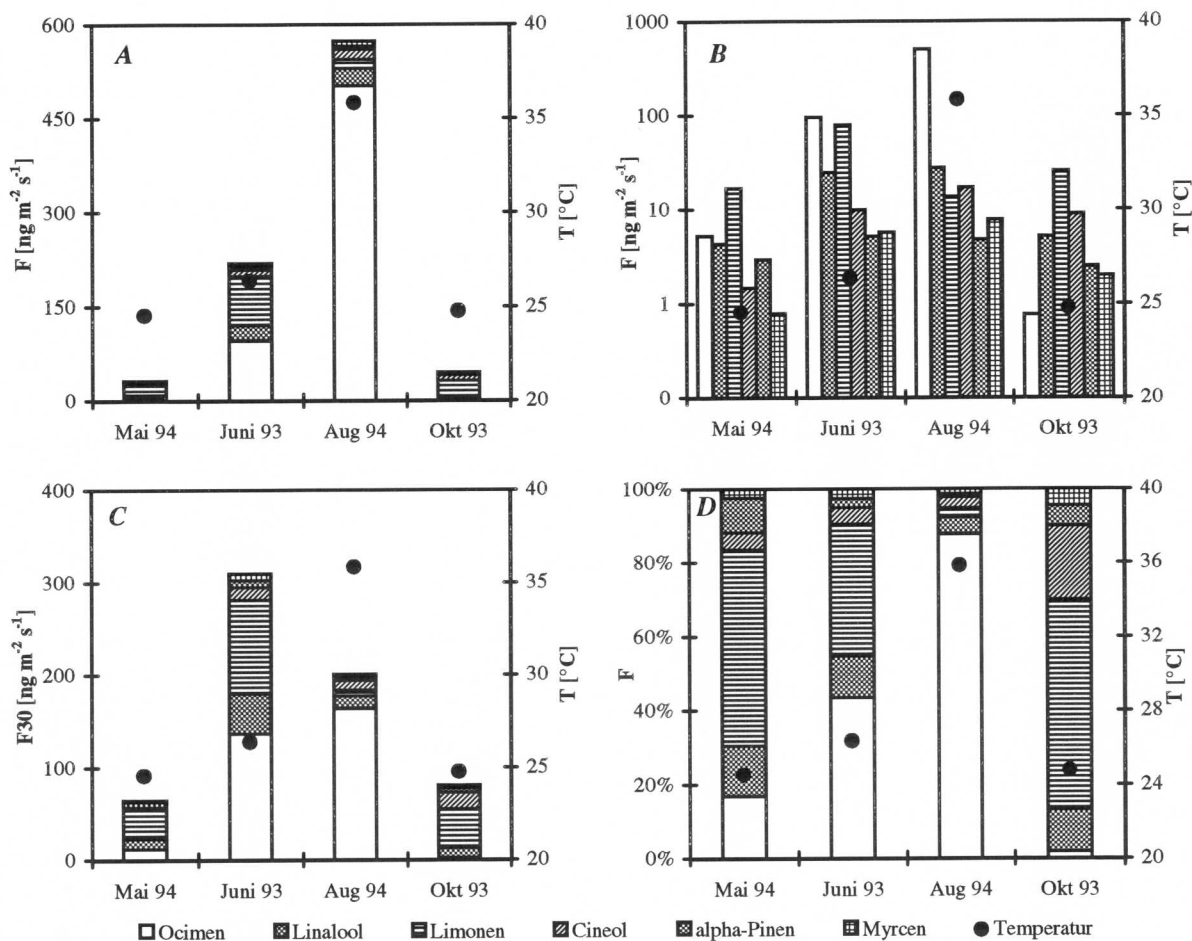 A
F [ng m-2 s-1]
600
450
300
150
0
T [°C]
40
35
30
25
20
Mai 94 Juni 93 Aug 94 Okt 93
B
F [ng m-2 s-1]
1000
100
10
1
0
T [°C]
40
35
30
25
20
Mai 94 Juni 93 Aug 94 Okt 93
C
F30 [ng m-2 s-1]
400
300
200
100
0
T [°C]
40
35
30
25
20
Mai 94 Juni 93 Aug 94 Okt 93
D
F
100%
80%
60%
40%
20%
0%
T [°C]
40
36
32
28
24
20
Mai 94 Juni 93 Aug 94 Okt 93
Ocimen Linalool Limonen Cineol alpha-Pinen Myrcen Temperatur